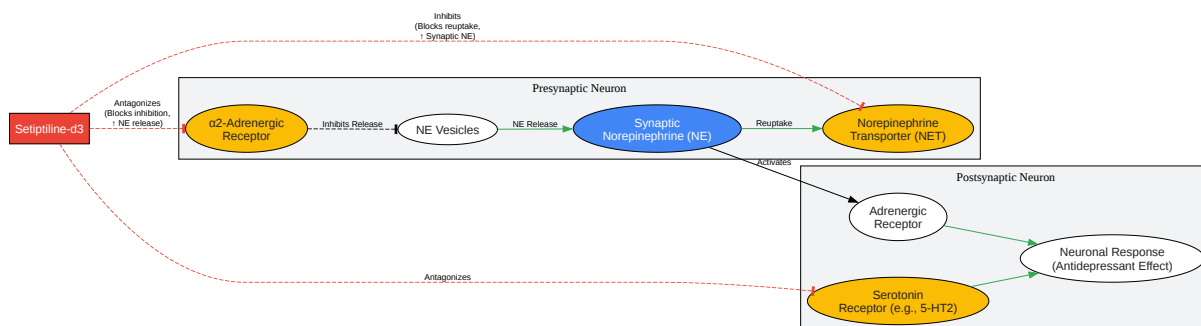 Inhibits
(Blocks reuptake,
↑ Synaptic NE)
Presynaptic Neuron
Antagonizes
(Blocks inhibition,
↑ NE release)
Setiptiline-d3
α2-Adrenergic
Receptor
Inhibits Release
NE Vesicles
NE Release
Synaptic
Norepinephrine (NE)
Reuptake
Norepinephrine
Transporter (NET)
Activates
Postsynaptic Neuron
Adrenergic
Receptor
Neuronal Response
(Antidepressant Effect)
Antagonizes
Serotonin
Receptor (e.g., 5-HT2)